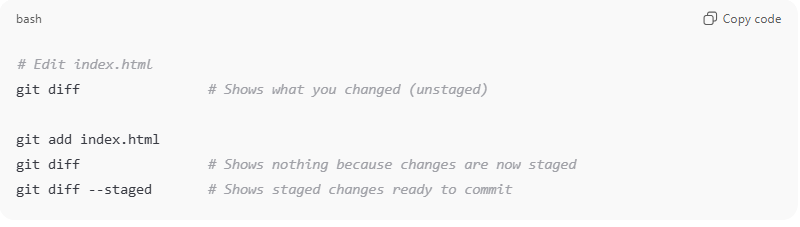 bash
Copy code
# Edit index.html
git diff                # Shows what you changed (unstaged)
git add index.html
git diff                # Shows nothing because changes are now staged
git diff --staged       # Shows staged changes ready to commit